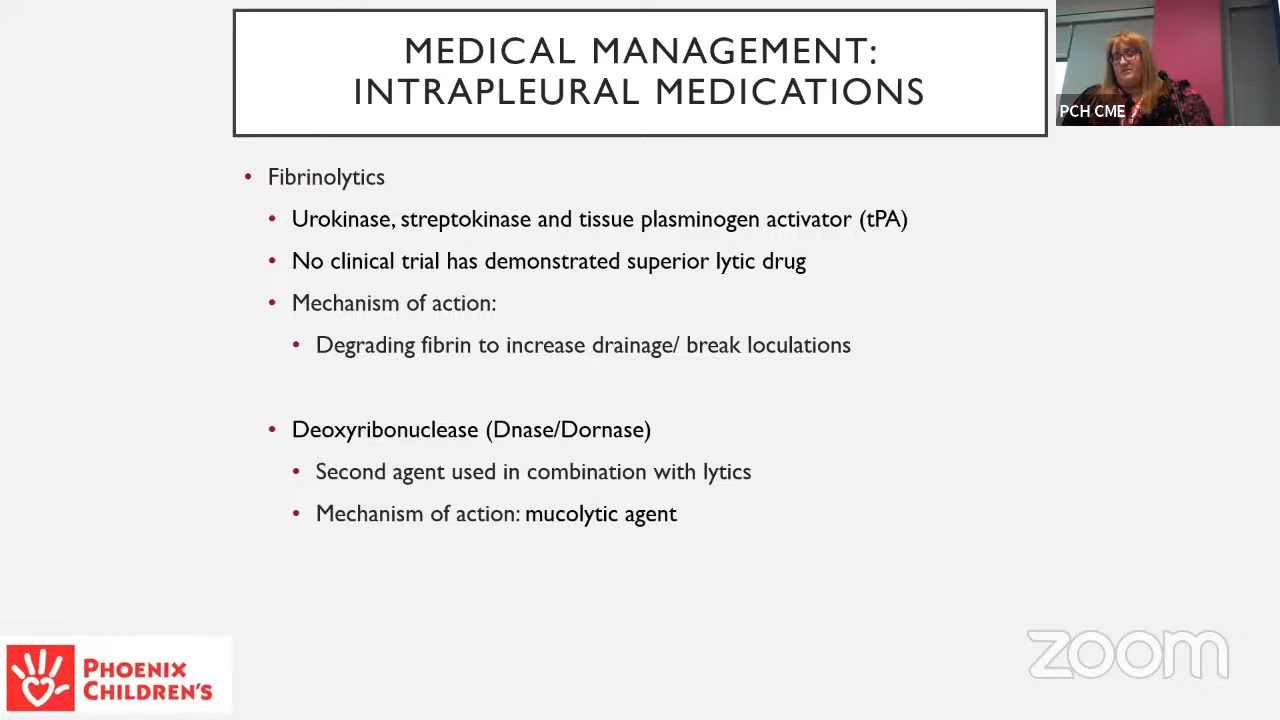 MEDICAL MANAGEMENT:
INTRAPLEURAL MEDICATIONS
PCH CME
• Fibrinolytics
• Urokinase, streptokinase and tissue plasminogen activator (tPA)
• No clinical trial has demonstrated superior lytic drug
• Mechanism of action:
• Degrading fibrin to increase drainage/ break loculations
• Deoxyribonuclease (Dnase/Dornase)
• Second agent used in combination with lytics
• Mechanism of action: mucolytic agent
PHOENIX
CHILDREN'S
zoom